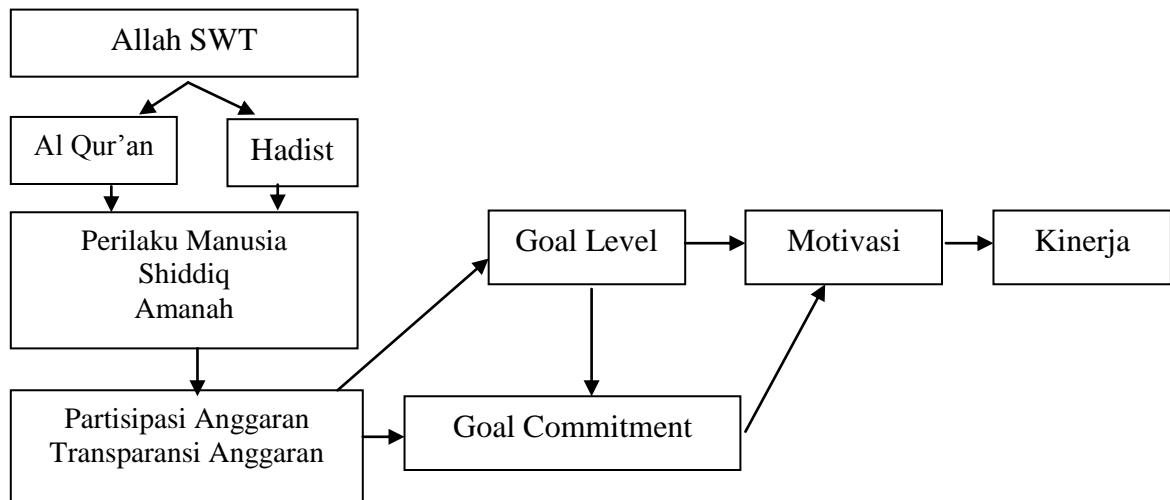 Allah SWT
Al Qur’an
Hadist
Perilaku Manusia
Shiddiq
Amanah
Goal Level
Motivasi
Kinerja
Partisipasi Anggaran
Transparansi Anggaran
Goal Commitment